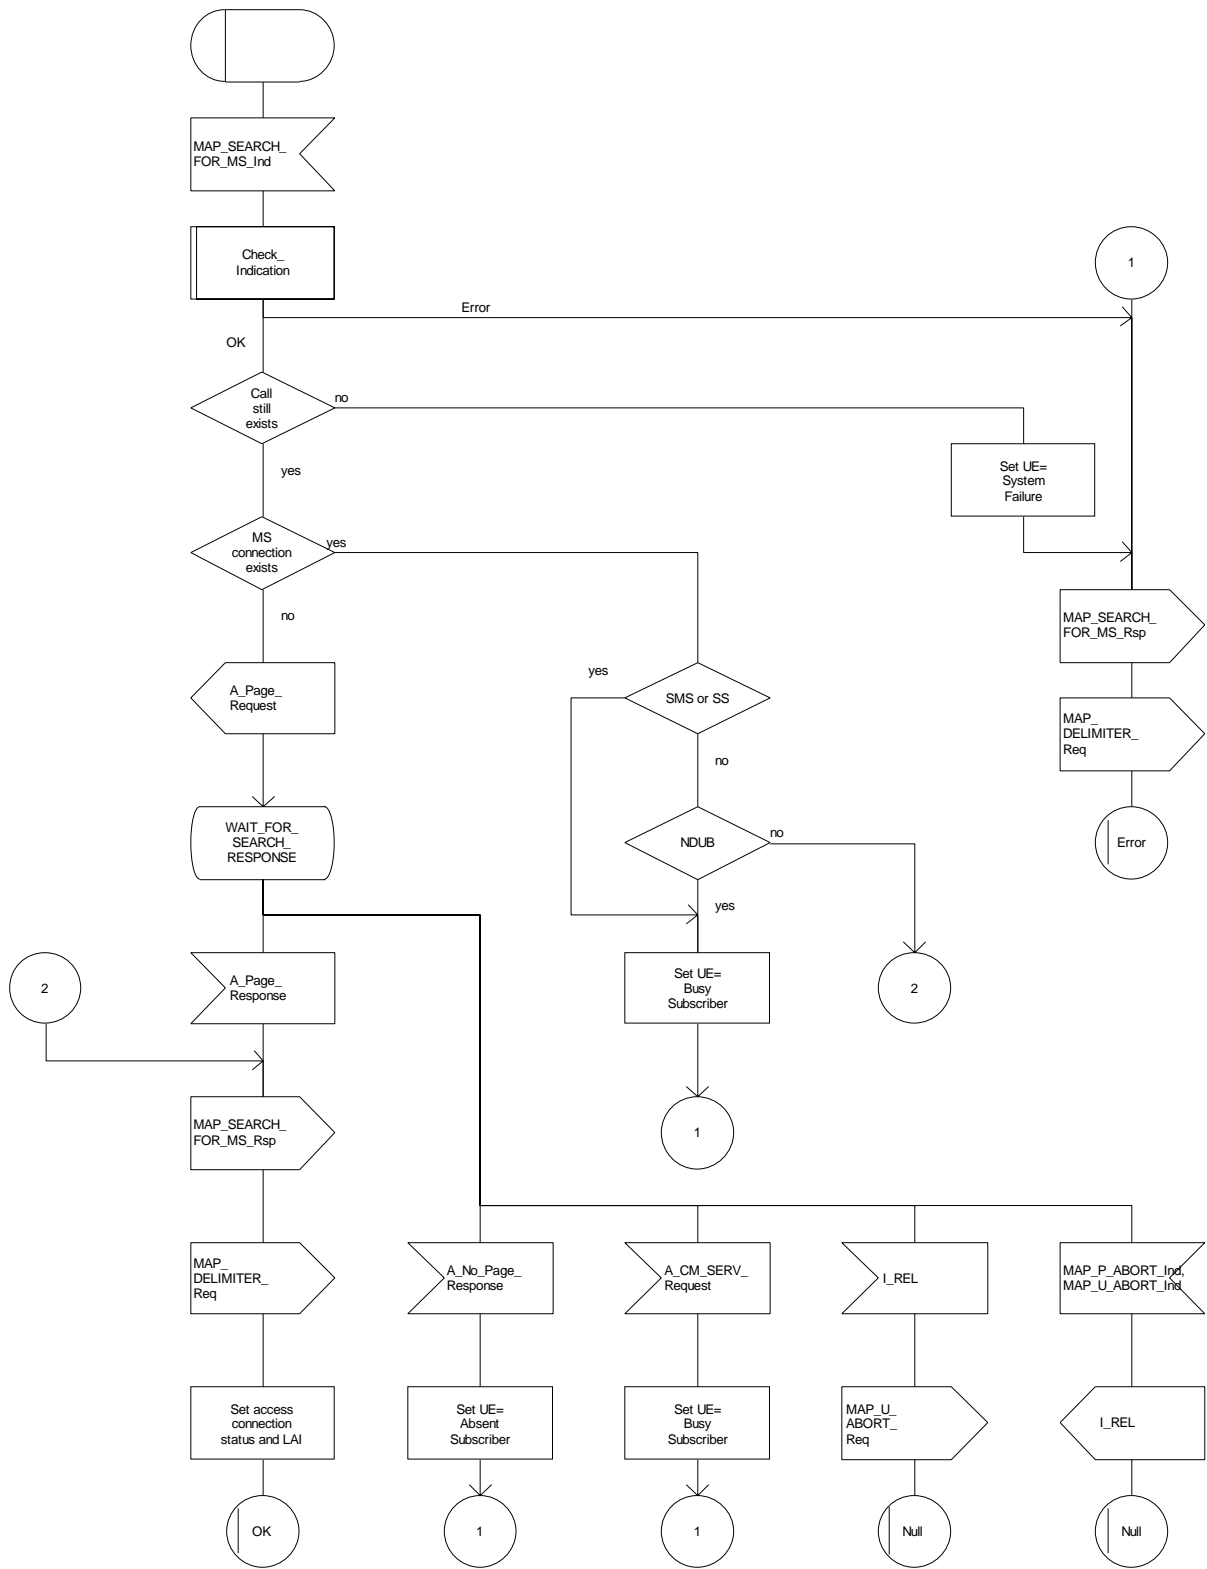 MAP_SEARCH_
FOR_MS_Ind
Check_
Indication
1
Error
OK
Call
still
exists
no
yes
Set UE=
System
Failure
MS
connection
exists
yes
no
MAP_SEARCH_
FOR_MS_Rsp
A_Page_
Request
yes
SMS or SS
no
MAP_
DELIMITER_
Req
WAIT_FOR_
SEARCH_
RESPONSE
NDUB
no
yes
Error
2
A_Page_
Response
Set UE=
Busy
Subscriber
2
MAP_SEARCH_
FOR_MS_Rsp
1
MAP_
DELIMITER_
Req
A_No_Page_
Response
A_CM_SERV_
Request
I_REL
MAP_P_ABORT_Ind,
MAP_U_ABORT_Ind
Set access
connection
status and LAI
Set UE=
Absent
Subscriber
Set UE=
Busy
Subscriber
MAP_U_
ABORT_
Req
I_REL
OK
1
1
Null
Null